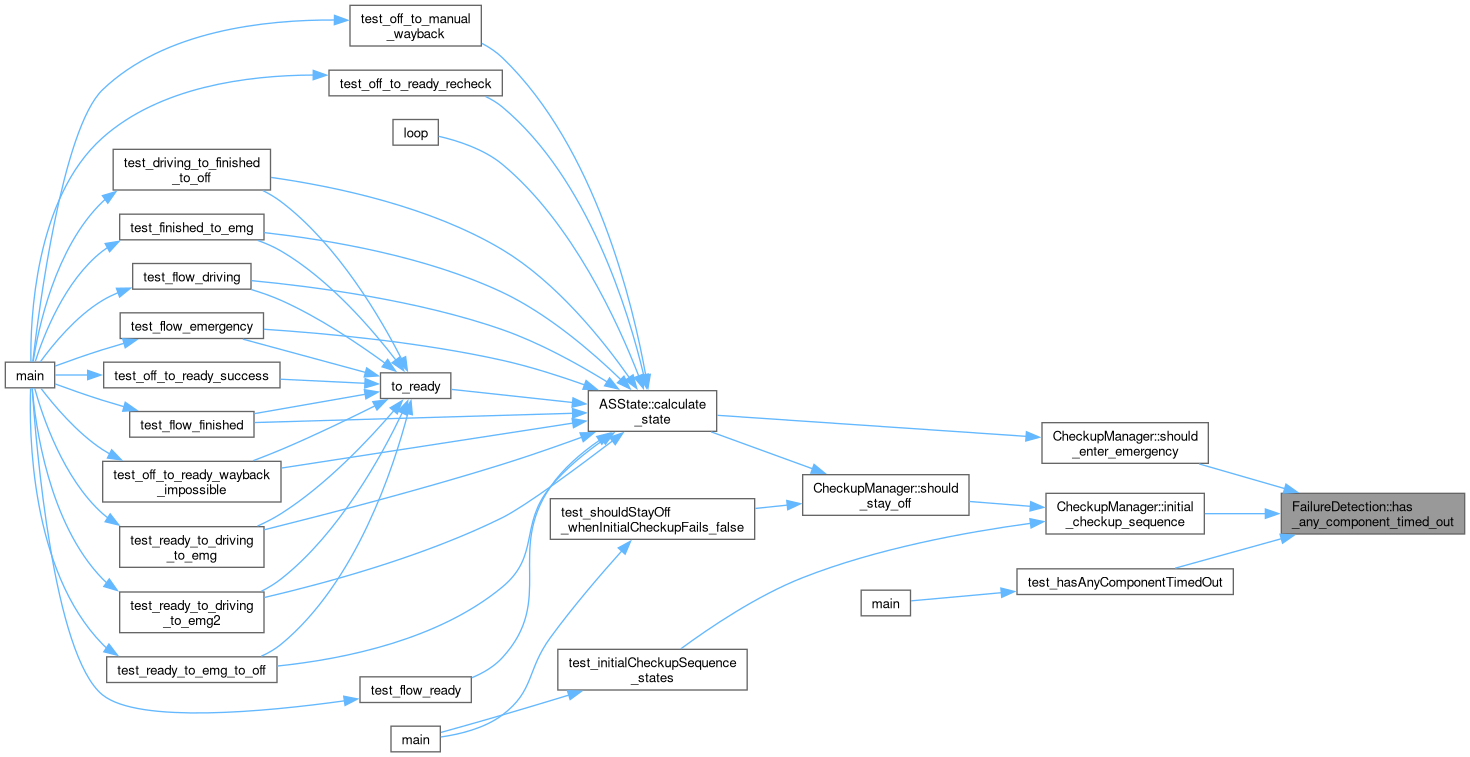 test_off_to_manual
_wayback
test_off_to_ready_recheck
loop
test_driving_to_finished
_to_off
test_finished_to_emg
test_flow_driving
test_flow_emergency
main
test_off_to_ready_success
to_ready
test_flow_finished
ASState::calculate
_state
CheckupManager::should
_enter_emergency
test_off_to_ready_wayback
_impossible
CheckupManager::should
_stay_off
CheckupManager::initial
_checkup_sequence
FailureDetection::has
_any_component_timed_out
test_shouldStayOff
_whenInitialCheckupFails_false
test_ready_to_driving
_to_emg
test_hasAnyComponentTimedOut
main
test_ready_to_driving
_to_emg2
test_ready_to_emg_to_off
test_initialCheckupSequence
_states
test_flow_ready
main